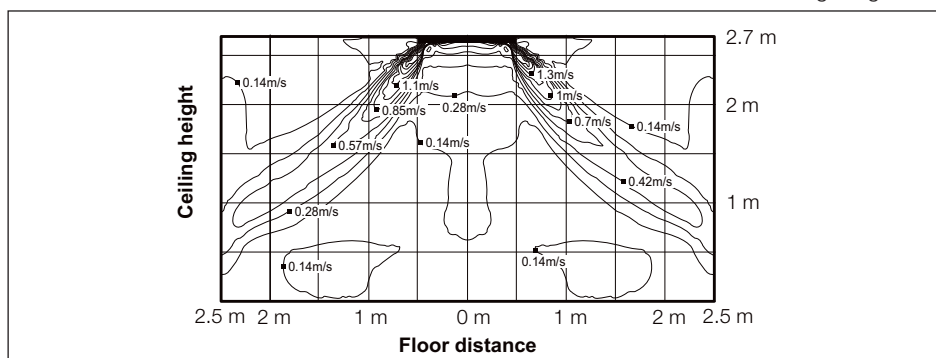 2.7 m
1.3m/s
0.14m/s
1.1m/s
1m/s
2 m
0.85m/s
0.28m/s
0.7m/s
0.14m/s
0.57m/s
0.14m/s
Ceiling height
0.42m/s
1 m
0.28m/s
0.14m/s
0.14m/s
2.5 m 2 m 1 m 0 m 1 m 2 m 2.5 m
Floor distance